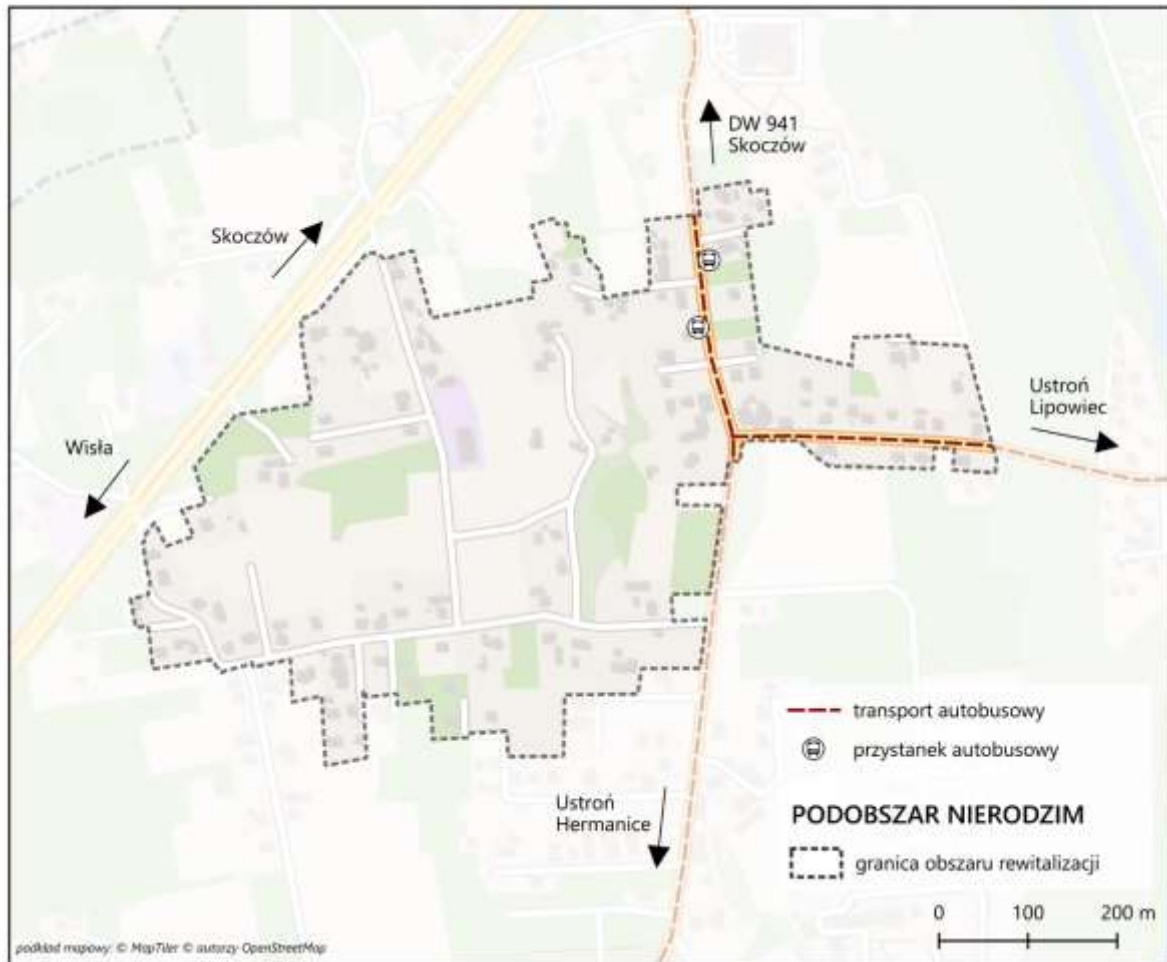 DW 941
Skoczów
Skoczów
Wisła
Ustroń
Lipowiec
Ustroń
Hermanice
transport autobusowy
przystanek autobusowy
PODOBSZAR NIERODZIM
granica obszaru rewitalizacji
0 100 200 m
podkład mapowy: © MapTiler © autorzy OpenStreetMap